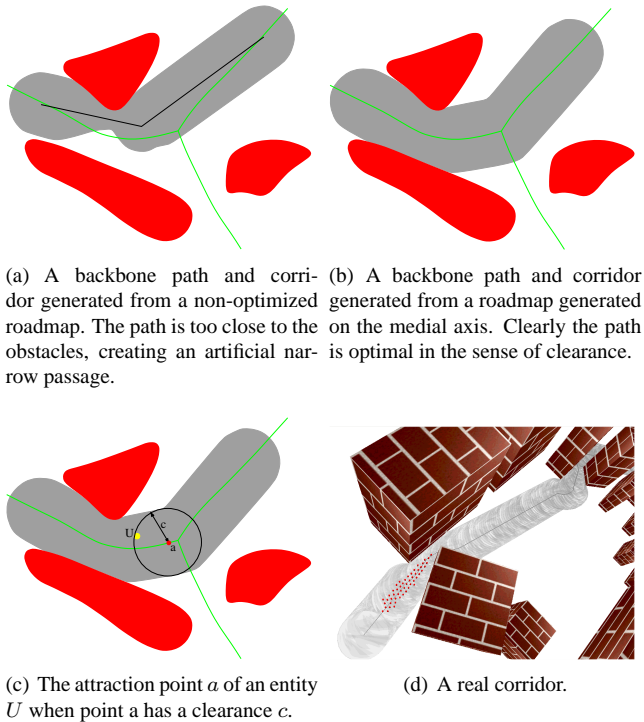 (a) A backbone path and corri-
dor generated from a non-optimized
roadmap. The path is too close to the
obstacles, creating an artificial nar-
row passage.
(b) A backbone path and corridor
generated from a roadmap generated
on the medial axis. Clearly the path
is optimal in the sense of clearance.
U
c
a
(c) The attraction point a of an entity
U when point a has a clearance c.
(d) A real corridor.